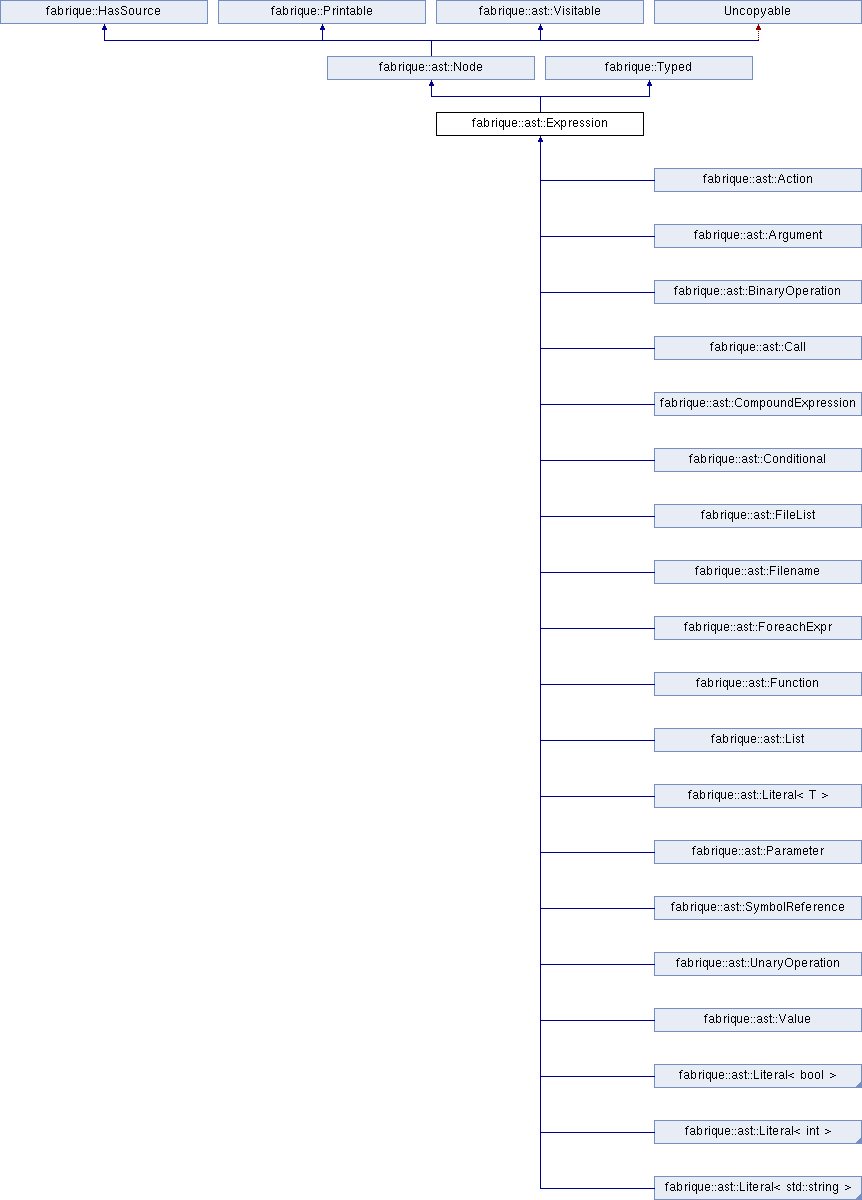 fabrique::HasSource
fabrique::Printable
fabrique::ast::Visitable
Uncopyable
fabrique::ast::Node
fabrique::Typed
fabrique::ast::Expression
fabrique::ast::Action
fabrique::ast::Argument
fabrique::ast::BinaryOperation
fabrique::ast::Call
fabrique::ast::CompoundExpression
fabrique::ast::Conditional
fabrique::ast::FileList
fabrique::ast::Filename
fabrique::ast::ForeachExpr
fabrique::ast::Function
fabrique::ast::List
fabrique::ast::Literal< T >
fabrique::ast::Parameter
fabrique::ast::SymbolReference
fabrique::ast::UnaryOperation
fabrique::ast::Value
fabrique::ast::Literal< bool >
fabrique::ast::Literal< int >
fabrique::ast::Literal< std::string >